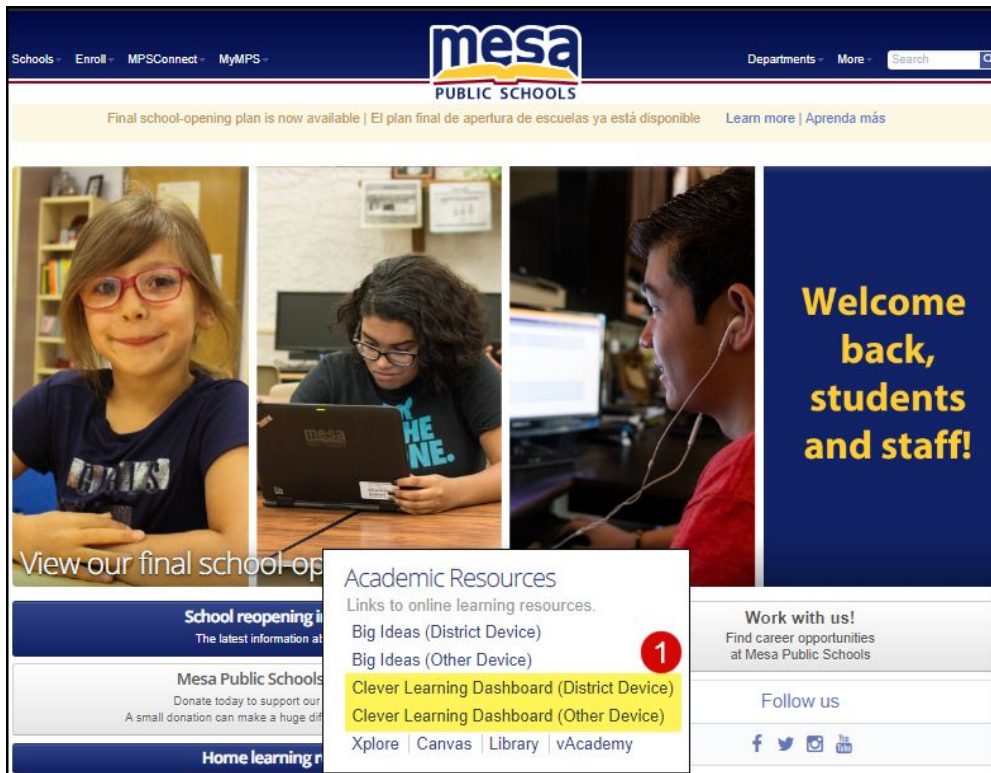 Schools
Enroll
MPSConnect
MyMPS
mesa
PUBLIC SCHOOLS
Departments
More
Search
Final school-opening plan is now available | El plan final de apertura de escuelas ya está disponible
Learn more | Aprenda más
mesa
HE
NE.
Welcome
back,
students
and staff!
View our final school-op
Academic Resources
Links to online learning resources.
Big Ideas (District Device)
Big Ideas (Other Device)
1
Clever Learning Dashboard (District Device)
Clever Learning Dashboard (Other Device)
Xplore | Canvas | Library | vAcademy
School reopening i
The latest information a
Mesa Public Schools
Donate today to support our
A small donation can make a huge dif
Home learning r
Work with us!
Find career opportunities
at Mesa Public Schools
Follow us
You
Tube